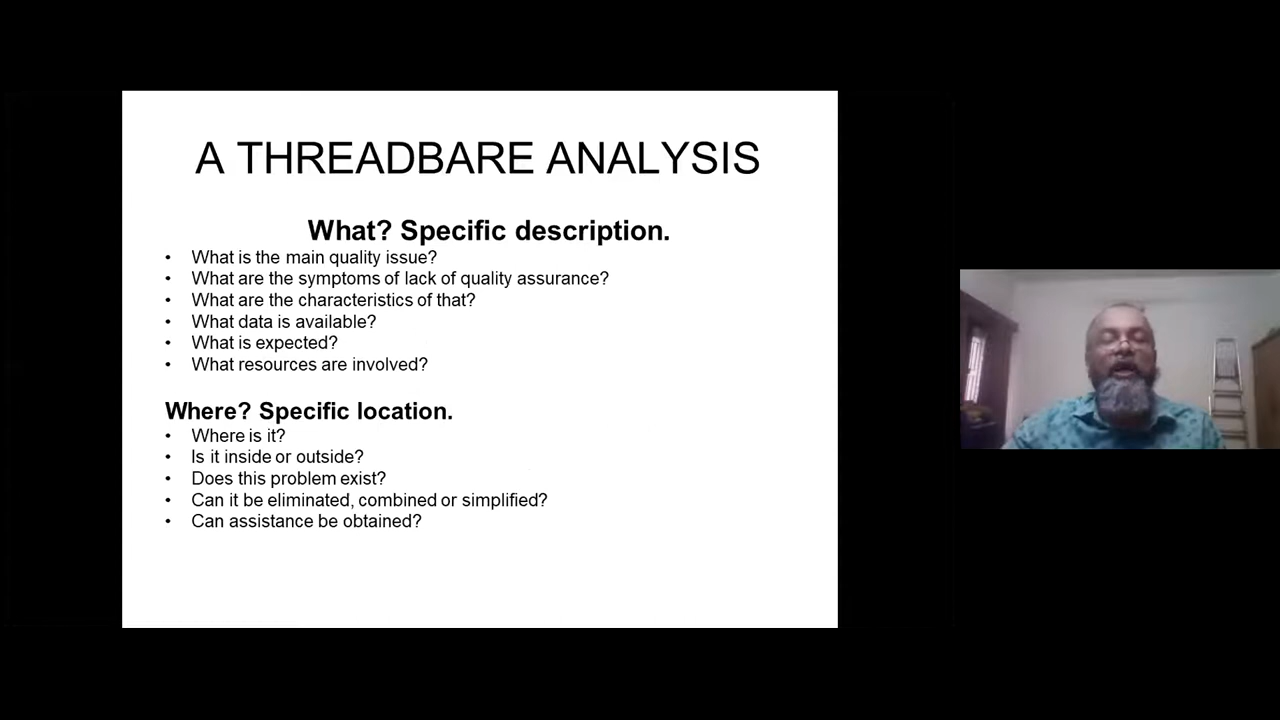 A THREADBARE ANALYSIS
What? Specific description.
• What is the main quality issue?
• What are the symptoms of lack of quality assurance?
• What are the characteristics of that?
• What data is available?
• What is expected?
• What resources are involved?
Where? Specific location.
• Where is it?
• Is it inside or outside?
• Does this problem exist?
• Can it be eliminated, combined or simplified?
• Can assistance be obtained?